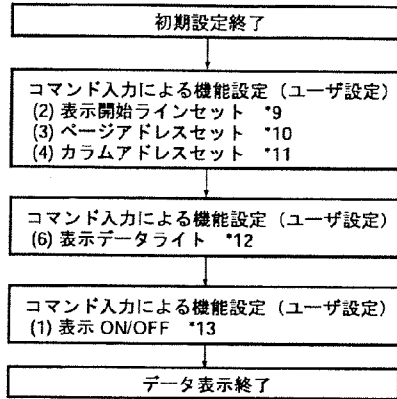 初期設定終了
コマンド入力による機能設定（ユーザ設定）
(2) 表示開始ラインセット *9
(3) ページアドレスセット *10
(4) カラムアドレスセット *11
コマンド入力による機能設定（ユーザ設定）
(6) 表示データライト *12
コマンド入力による機能設定（ユーザ設定）
(1) 表示 ON/OFF *13
データ表示終了